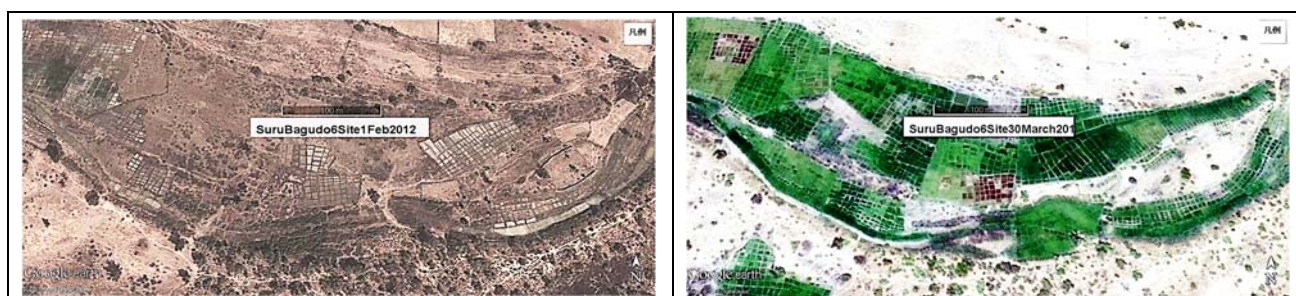 凡例
100 m
SuruBagudo6Site1Feb2012
Google earth
N
凡例
100 m
SuruBagudo6Site30March201
Google earth
N